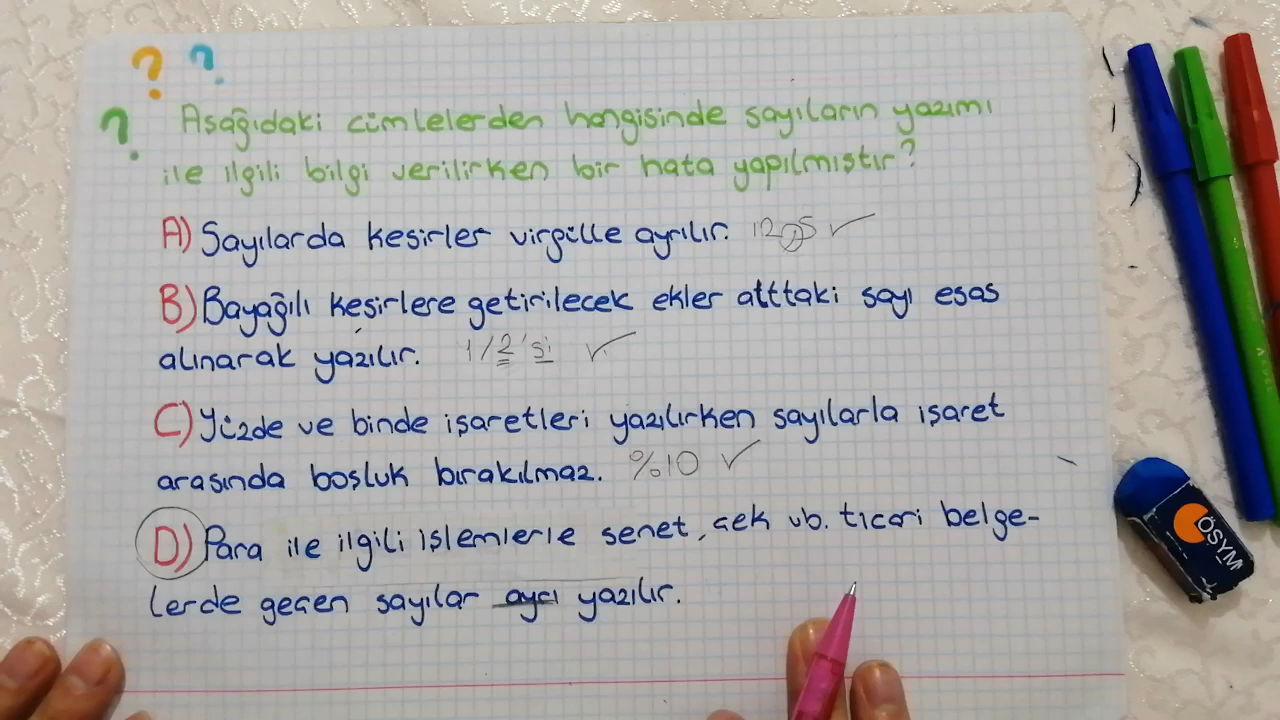 ? ?
? Aşağıdaki cümlelerden hangisinde sayıların yazımı
ile ilgili bilgi verilirken bir hata yapılmıştır?
A) Sayılarda kesirler virgülle ayrılır. 12,5 ✓
B) Bayağılı kesirlere getirilecek ekler alttaki sayı esas
alınarak yazılır. 1/2'si ✓
C) Yüzde ve binde işaretleri yazılırken sayılarla işaret
arasında boşluk bırakılmaz. %10 ✓
D) Para ile ilgili işlemlerle senet, çek vb. ticari belge-
lerde geçen sayılar ayrı yazılır.
ÖSYM